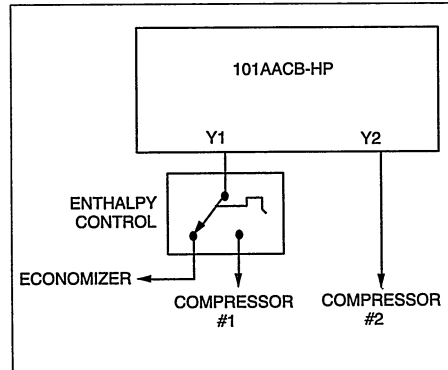 101AACB-HP
Y1 Y2
ENTHALPY
CONTROL
ECONOMIZER
COMPRESSOR
#1
COMPRESSOR
#2